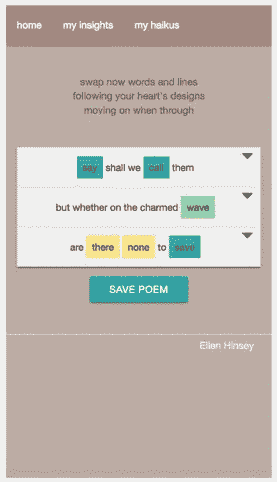 home my insights my haikus
swap now words and lines
following your heart's designs
moving on when through
say shall we call them
but whether on the charmed wave
are there none to save
SAVE POEM
Ellen Hinsey